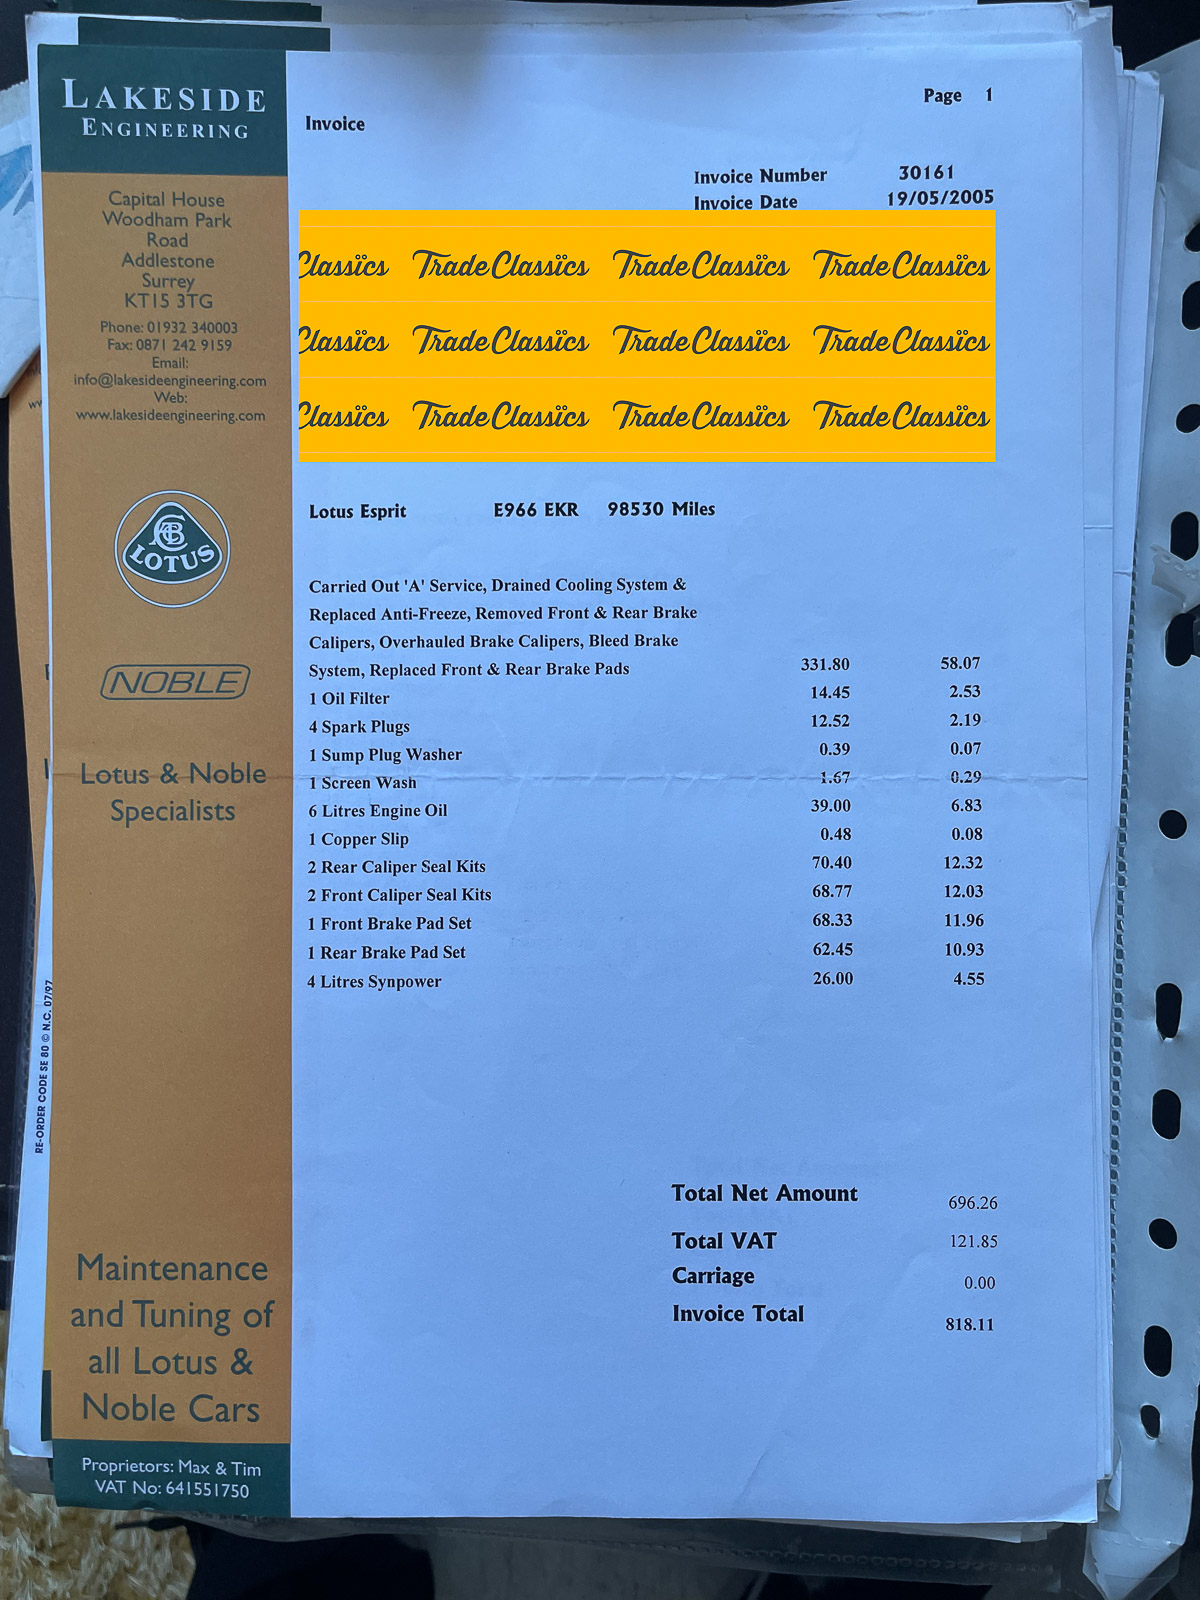 LAKESIDE
ENGINEERING
Capital House
Woodham Park
Road
Addlestone
Surrey
KT15 3TG
Phone: 01932 340003
Fax: 0871 242 9159
Email:
info@lakesideengineering.com
Web:
www.lakesideengineering.com
LOTUS
NOBLE
Lotus & Noble
Specialists
Maintenance
and Tuning of
all Lotus &
Noble Cars
Proprietors: Max & Tim
VAT No: 641551750
RE-ORDER CODE SE 80 © N.C. 07/97
Page 1
Invoice
Invoice Number 30161
Invoice Date 19/05/2005
Classics Trade Classics Trade Classics Trade Classics
Classics Trade Classics Trade Classics Trade Classics
Classics Trade Classics Trade Classics Trade Classics
Lotus Esprit E966 EKR 98530 Miles
Carried Out 'A' Service, Drained Cooling System &
Replaced Anti-Freeze, Removed Front & Rear Brake
Calipers, Overhauled Brake Calipers, Bleed Brake
System, Replaced Front & Rear Brake Pads 331.80 58.07
1 Oil Filter 14.45 2.53
4 Spark Plugs 12.52 2.19
1 Sump Plug Washer 0.39 0.07
1 Screen Wash 1.67 0.29
6 Litres Engine Oil 39.00 6.83
1 Copper Slip 0.48 0.08
2 Rear Caliper Seal Kits 70.40 12.32
2 Front Caliper Seal Kits 68.77 12.03
1 Front Brake Pad Set 68.33 11.96
1 Rear Brake Pad Set 62.45 10.93
4 Litres Synpower 26.00 4.55
Total Net Amount 696.26
Total VAT 121.85
Carriage 0.00
Invoice Total 818.11